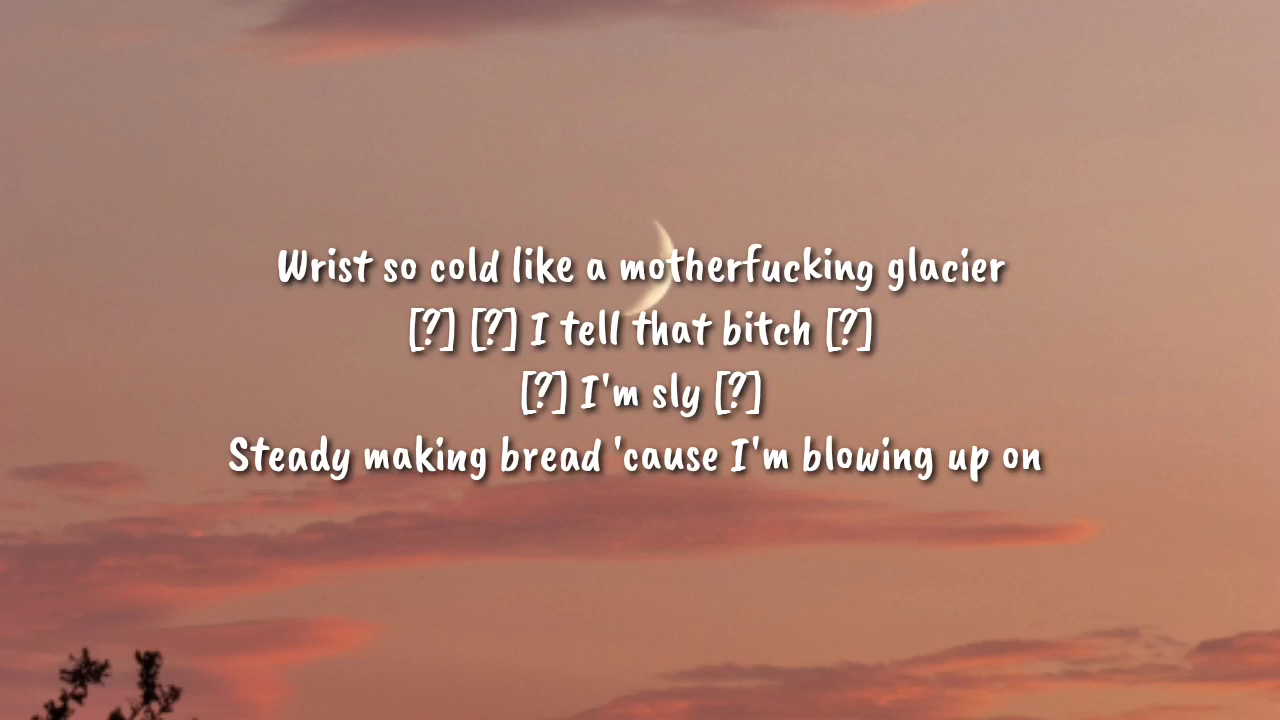 Wrist so cold like a motherfucking glacier
[?] [?] I tell that bitch [?]
[?] I'm sly [?]
Steady making bread 'cause I'm blowing up on